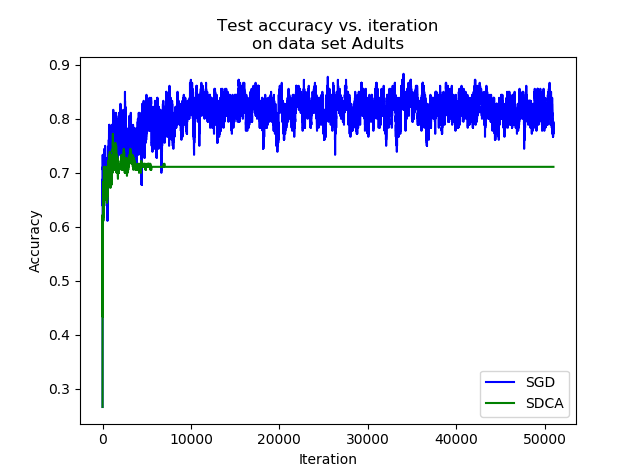 Test accuracy vs. iteration
on data set Adults
0.9
0.8
0.7
0.6
0.5
0.4
0.3
Accuracy
0 10000 20000 30000 40000 50000
Iteration
SGD
SDCA